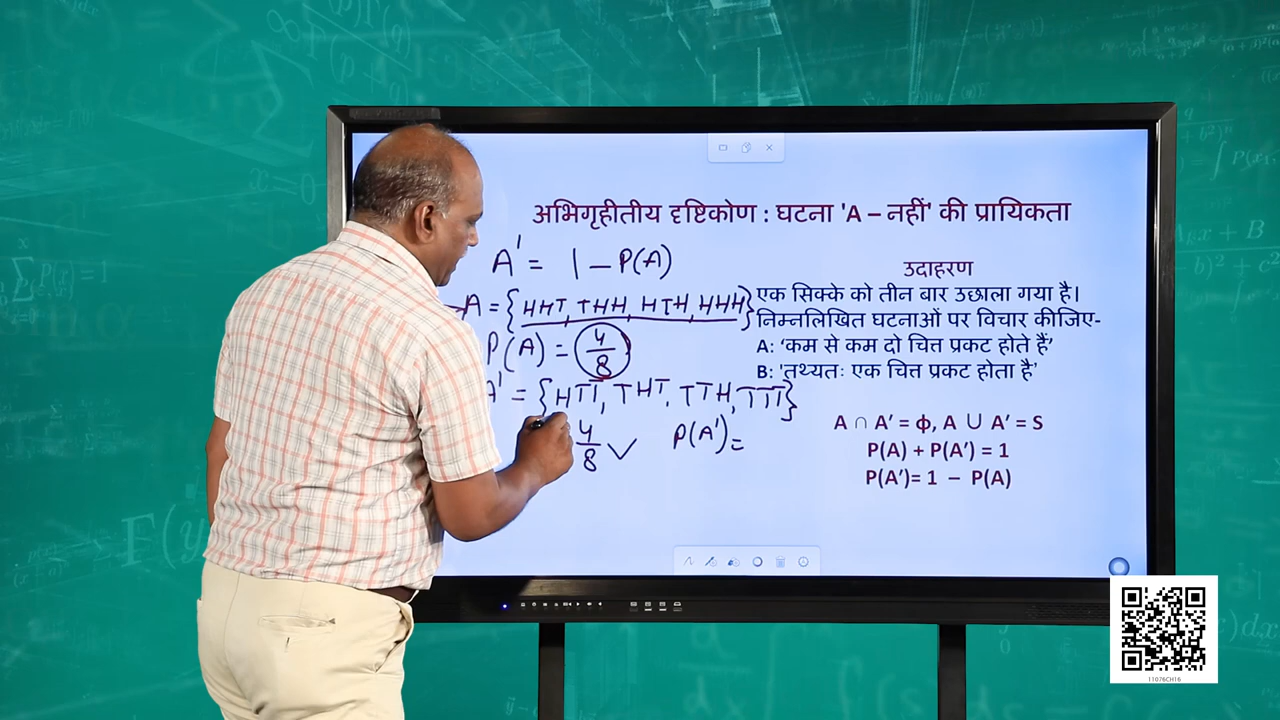 अभिगृहीतीय दृष्टिकोण : घटना 'A – नहीं' की प्रायिकता
A' = 1 – P(A)
A = {HHT, THH, HTH, HHH}
P(A) = 4/8
A' = {HTT, THT, TTH, TTT}
4/8 ✓ P(A') =
उदाहरण
एक सिक्के को तीन बार उछाला गया है।
निम्नलिखित घटनाओं पर विचार कीजिए-
A: 'कम से कम दो चित्त प्रकट होते हैं'
B: 'तथ्यतः एक चित्त प्रकट होता है'
A ∩ A' = ф, A ∪ A' = S
P(A) + P(A') = 1
P(A')= 1 – P(A)
11076CH16